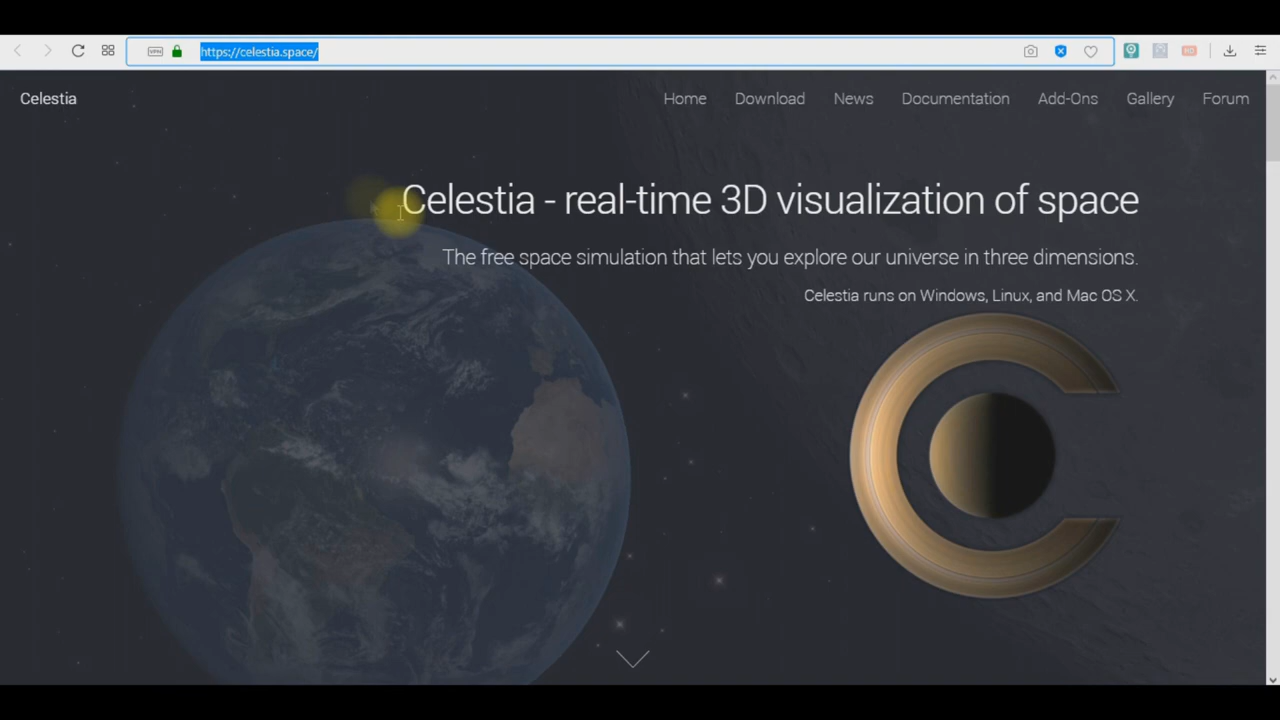 VPN
https://celestia.space/
Celestia
Home Download News Documentation Add-Ons Gallery Forum
Celestia - real-time 3D visualization of space
The free space simulation that lets you explore our universe in three dimensions.
Celestia runs on Windows, Linux, and Mac OS X.